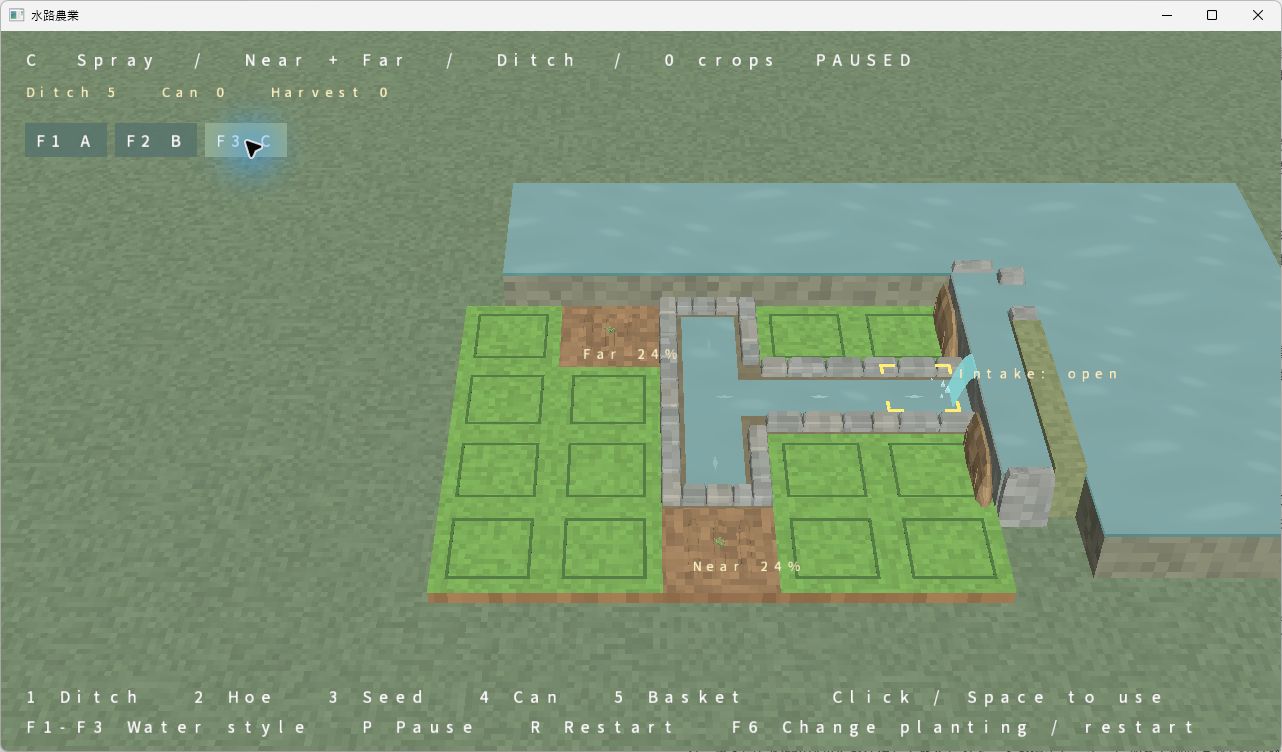 水路農業
C Spray / Near + Far / Ditch / 0 crops PAUSED
Ditch 5 Can 0 Harvest 0
F1 A F2 B F3 C
Far 24%
Intake: open
Near 24%
1 Ditch 2 Hoe 3 Seed 4 Can 5 Basket Click / Space to use
F1-F3 Water style P Pause R Restart F6 Change planting / restart